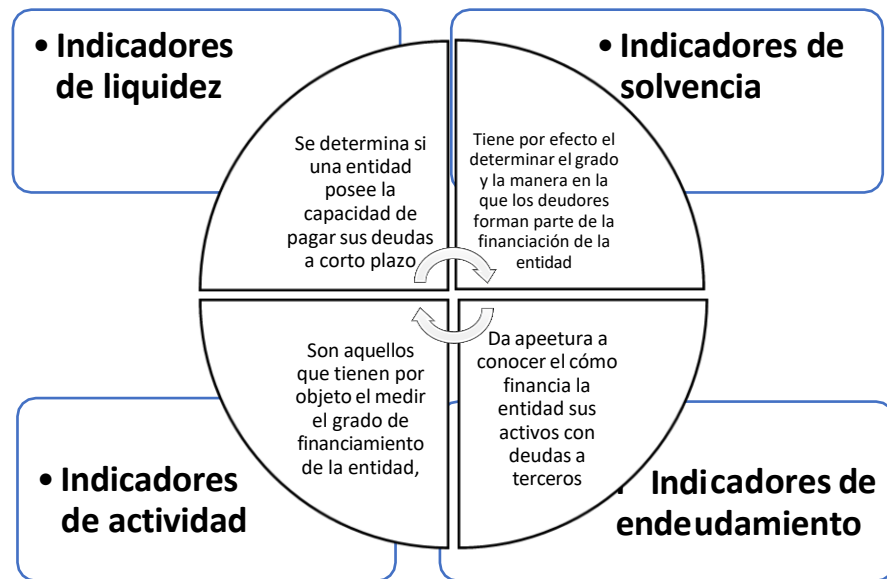 • Indicadores
de liquidez
• Indicadores de
solvencia
Se determina si
una entidad
posee la
capacidad de
pagar sus deudas
a corto plazo
Tiene por efecto el
determinar el grado
y la manera en la
que los deudores
forman parte de la
financiación de la
entidad
Son aquellos
que tienen por
objeto el medir
el grado de
financiamiento
de la entidad,
Da apeetura a
conocer el cómo
financia la
entidad sus
activos con
deudas a
terceros
• Indicadores
de actividad
Indicadores de
endeudamiento